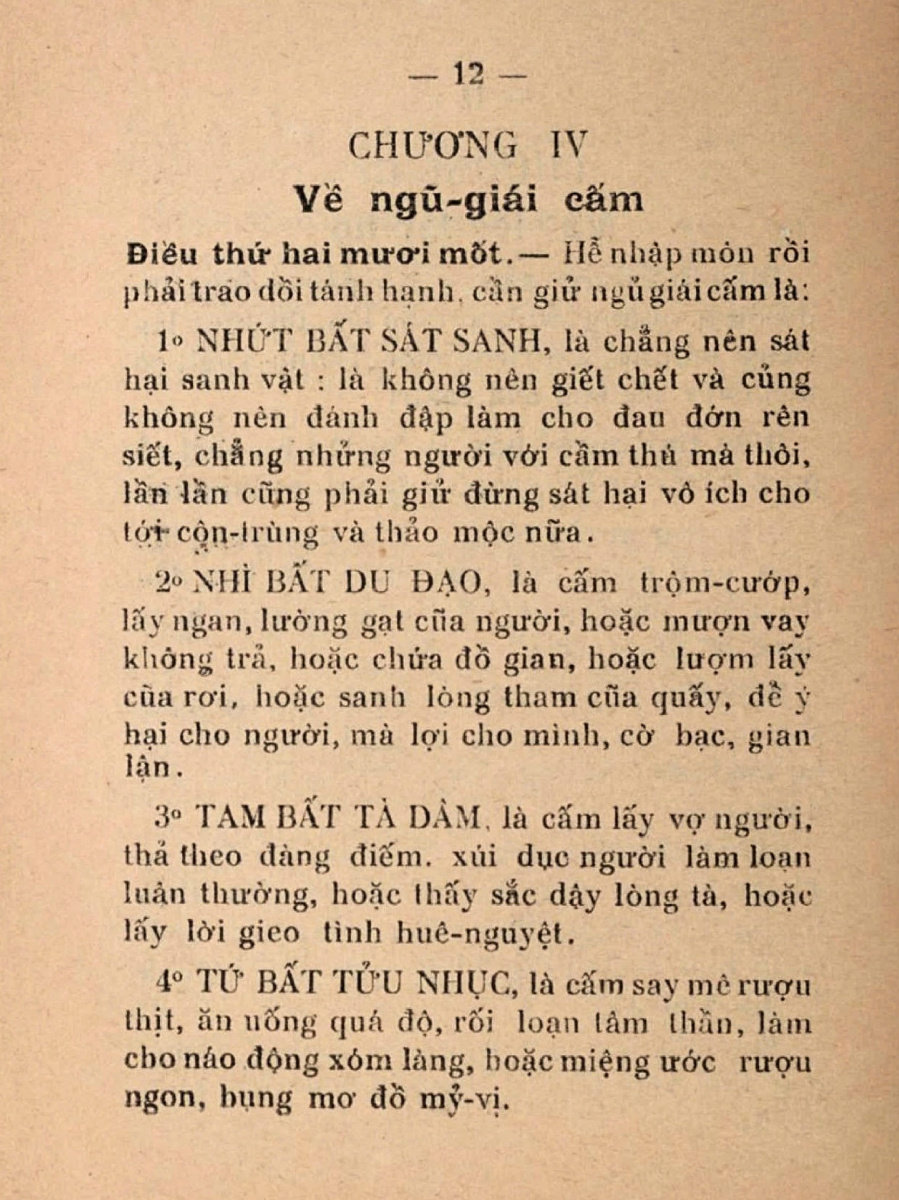 — 12 —
CHƯƠNG IV
Về ngũ-giái cấm
Điều thứ hai mươi mốt.— Hễ nhập môn rồi
phải trao dồi tánh hạnh, cần giử ngủ giái cấm là:
1º NHỨT BẤT SÁT SANH, là chẳng nên sát
hại sanh vật : là không nên giết chết và củng
không nên đánh đập làm cho đau đớn rên
siết, chẳng nhửng người với cầm thú mà thôi,
lần lần cũng phải giử đừng sát hại vô ích cho
tới côn-trùng và thảo mộc nữa.
2º NHÌ BẤT DU ĐẠO, là cấm trộm-cướp,
lấy ngan, lường gạt cũa người, hoặc mượn vay
không trả, hoặc chứa đồ gian, hoặc lượm lấy
cũa rơi, hoặc sanh lòng tham cũa quấy, để ý
hại cho người, mà lợi cho mình, cờ bạc, gian
lận.
3º TAM BẤT TÀ DÂM, là cấm lấy vợ người,
thả theo đàng điếm. xúi dục người làm loạn
luân thường, hoặc thấy sắc dậy lòng tà, hoặc
lấy lời gieo tình huê-nguyệt.
4º TỨ BẤT TỬU NHỤC, là cấm say mê rượu
thịt, ăn uống quá độ, rối loạn tâm thần, làm
cho náo động xóm làng, hoặc miệng ước rượu
ngon, bụng mơ đồ mỷ-vị.